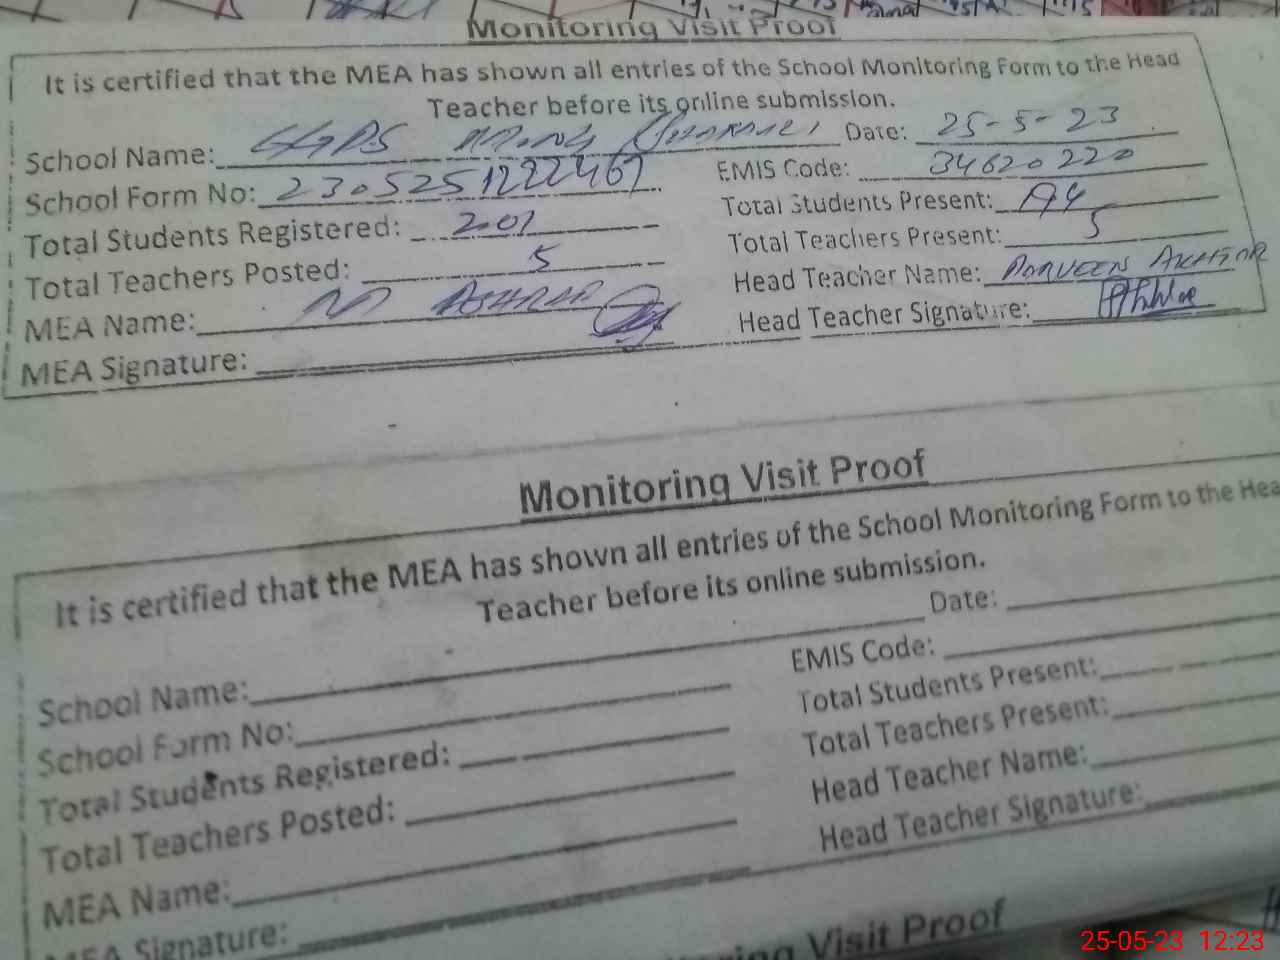 Monitoring Visit Proof
It is certified that the MEA has shown all entries of the School Monitoring Form to the Head
Teacher before its online submission.
School Name: GGPS Date: 25-5-23
School Form No: 2305251222467 EMIS Code: 34620220
Total Students Registered: 201 Total Students Present: 194
Total Teachers Posted: 5 Total Teachers Present: 5
MEA Name: M ASHRAF Head Teacher Name: PARVEEN AKHTAR
MEA Signature: Head Teacher Signature:
Monitoring Visit Proof
It is certified that the MEA has shown all entries of the School Monitoring Form to the Hea
Teacher before its online submission.
School Name: Date:
School Form No: EMIS Code:
Total Students Registered: Total Students Present:
Total Teachers Posted: Total Teachers Present:
MEA Name: Head Teacher Name:
MEA Signature: Head Teacher Signature:
Visit Proof
25-05-23 12:23